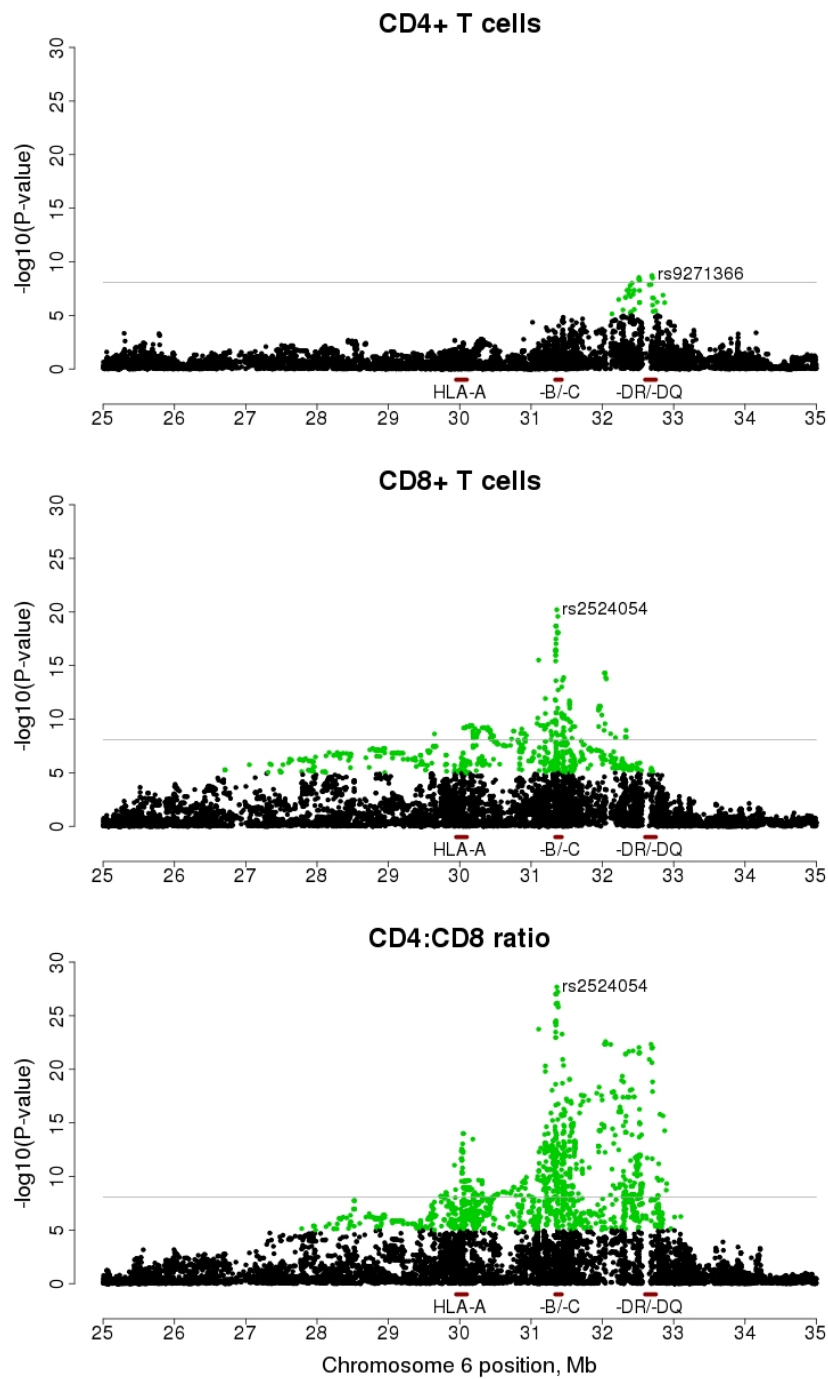 CD4+ T cells
30
25
20
15
10
5
0
-log10(P-value)
rs9271366
HLA-A -B/-C -DR/-DQ
25 26 27 28 29 30 31 32 33 34 35
CD8+ T cells
30
25
20
15
10
5
0
-log10(P-value)
rs2524054
HLA-A -B/-C -DR/-DQ
25 26 27 28 29 30 31 32 33 34 35
CD4:CD8 ratio
30
25
20
15
10
5
0
-log10(P-value)
rs2524054
HLA-A -B/-C -DR/-DQ
25 26 27 28 29 30 31 32 33 34 35
Chromosome 6 position, Mb